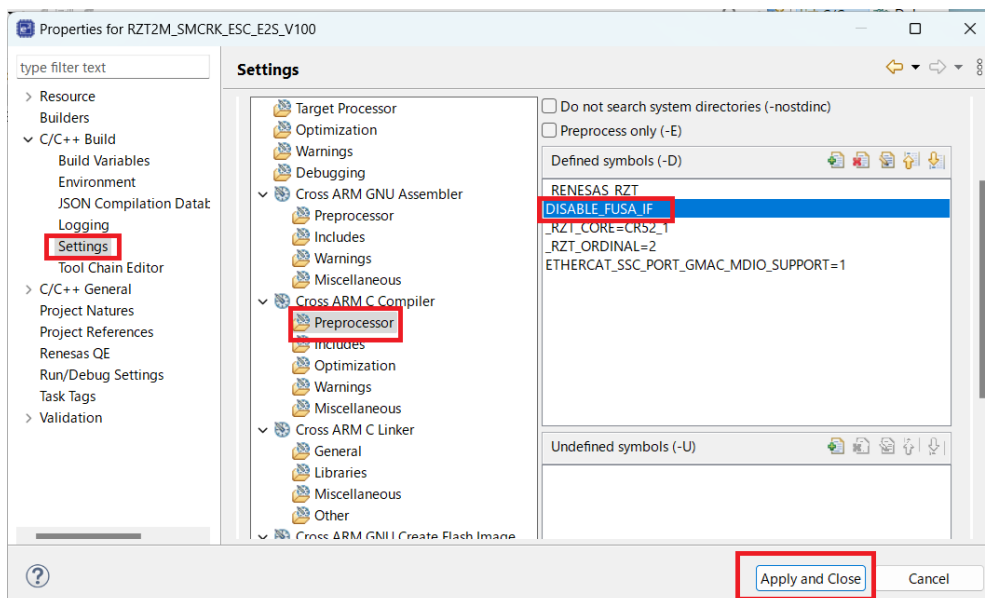 Properties for RZT2M_SMCRK_ESC_E2S_V100
type filter text
Resource
Builders
C/C++ Build
Build Variables
Environment
JSON Compilation Datab
Logging
Settings
Tool Chain Editor
C/C++ General
Project Natures
Project References
Renesas QE
Run/Debug Settings
Task Tags
Validation
Settings
Target Processor
Optimization
Warnings
Debugging
Cross ARM GNU Assembler
Preprocessor
Includes
Warnings
Miscellaneous
Cross ARM C Compiler
Preprocessor
Includes
Optimization
Warnings
Miscellaneous
Cross ARM C Linker
General
Libraries
Miscellaneous
Other
Cross ARM GNU Create Flash Image
Do not search system directories (-nostdinc)
Preprocess only (-E)
Defined symbols (-D)
_RENESAS_RZT_
DISABLE_FUSA_IF
_RZT_CORE=CR52_1
_RZT_ORDINAL=2
ETHERCAT_SSC_PORT_GMAC_MDIO_SUPPORT=1
Undefined symbols (-U)
Apply and Close
Cancel